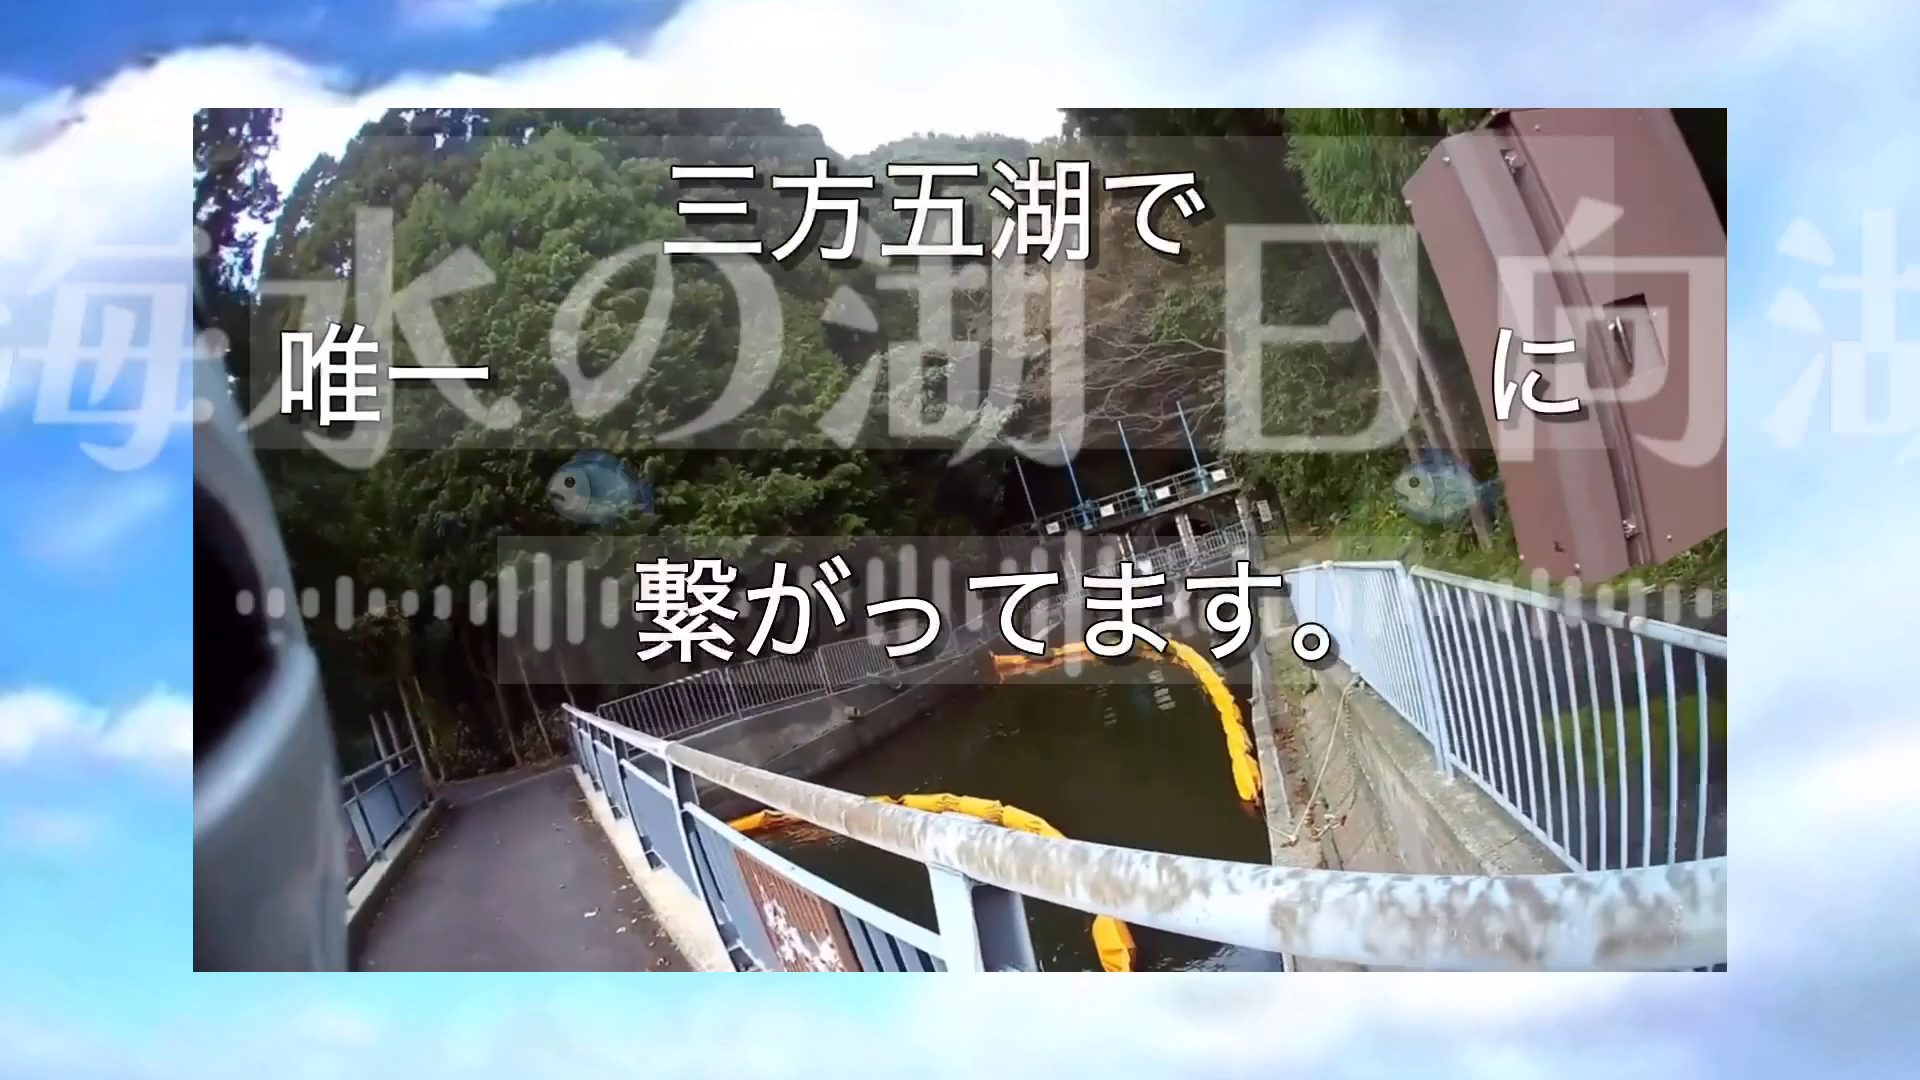 三方五湖で
唯一 海水の湖 日向湖 に
繋がってます。